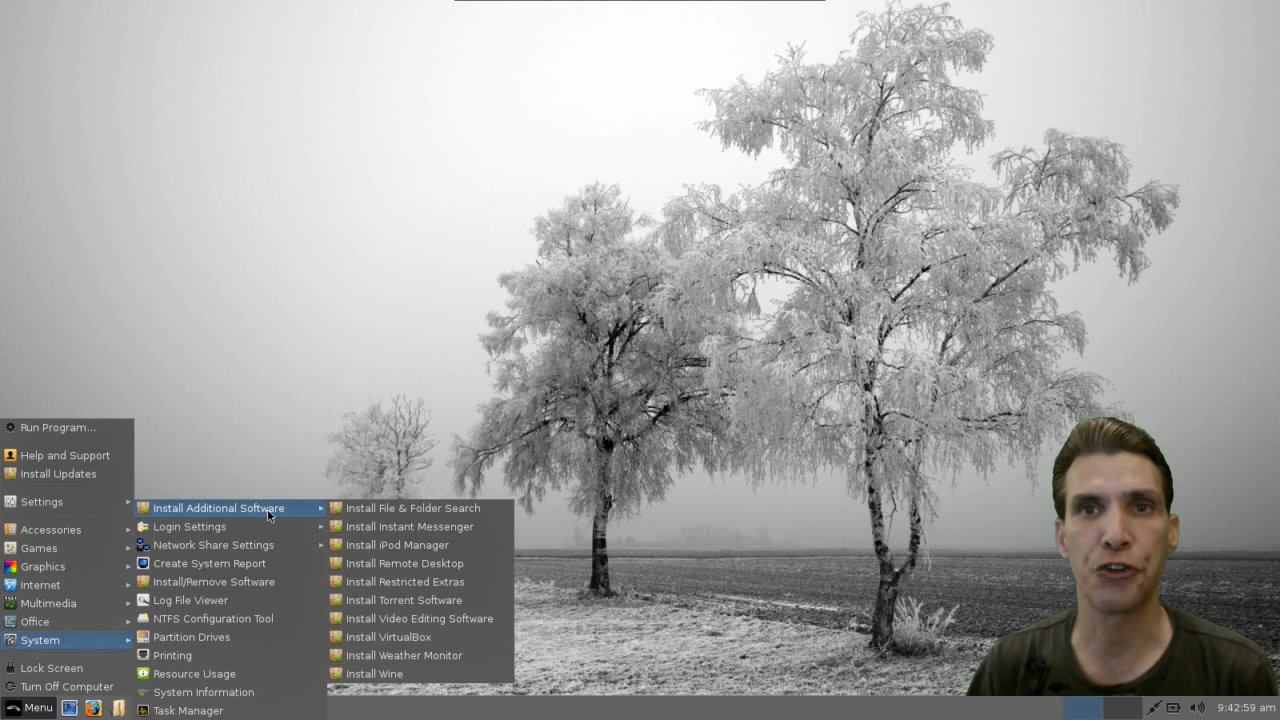 Run Program...
Help and Support
Install Updates
Settings
Accessories
Games
Graphics
Internet
Multimedia
Office
System
Lock Screen
Turn Off Computer
Install Additional Software
Login Settings
Network Share Settings
Create System Report
Install/Remove Software
Log File Viewer
NTFS Configuration Tool
Partition Drives
Printing
Resource Usage
System Information
Task Manager
Install File & Folder Search
Install Instant Messenger
Install iPod Manager
Install Remote Desktop
Install Restricted Extras
Install Torrent Software
Install Video Editing Software
Install VirtualBox
Install Weather Monitor
Install Wine
Menu
9:42:59 am